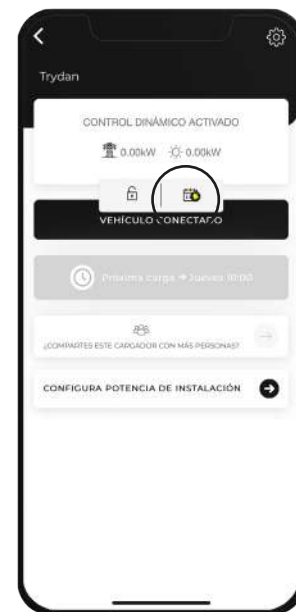 Trydan
CONTROL DINÁMICO ACTIVADO
0.00kW 0.00kW
VEHÍCULO CONECTADO
Próxima carga → Jueves 10:00
¿COMPARTES ESTE CARGADOR CON MÁS PERSONAS?
CONFIGURA POTENCIA DE INSTALACIÓN